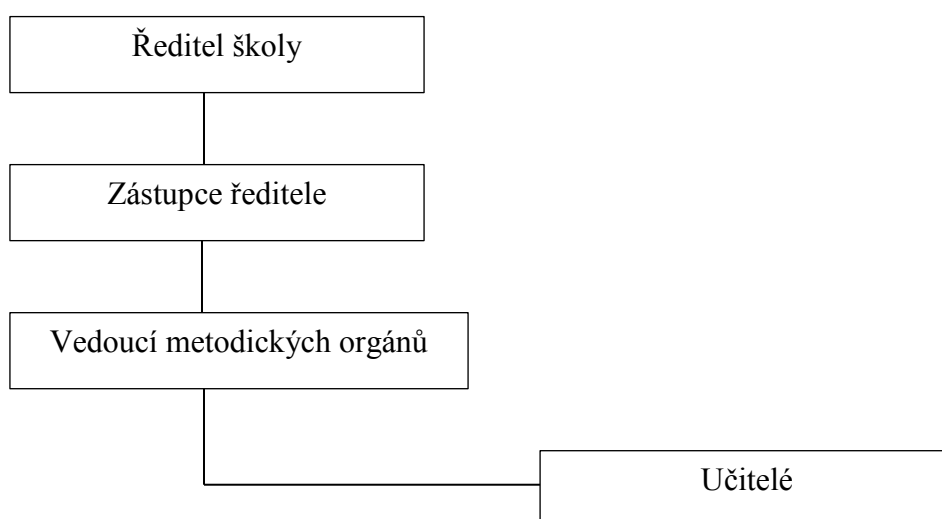 Ředitel školy
Zástupce ředitele
Vedoucí metodických orgánů
Učitelé